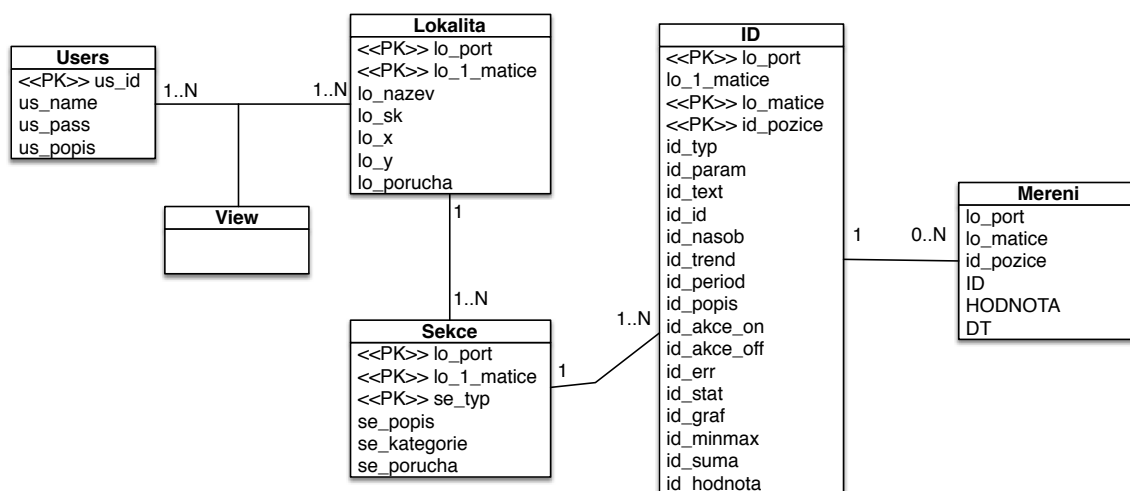 Users
<<PK>> us_id
us_name
us_pass
us_popis
1..N
1..N
View
Lokalita
<<PK>> lo_port
<<PK>> lo_1_matice
lo_nazev
lo_sk
lo_x
lo_y
lo_porucha
1
1..N
Sekce
<<PK>> lo_port
<<PK>> lo_1_matice
<<PK>> se_typ
se_popis
se_kategorie
se_porucha
1
1..N
ID
<<PK>> lo_port
lo_1_matice
<<PK>> lo_matice
<<PK>> id_pozice
id_typ
id_param
id_text
id_id
id_nasob
id_trend
id_period
id_popis
id_akce_on
id_akce_off
id_err
id_stat
id_graf
id_minmax
id_suma
id_hodnota
1
0..N
Mereni
lo_port
lo_matice
id_pozice
ID
HODNOTA
DT